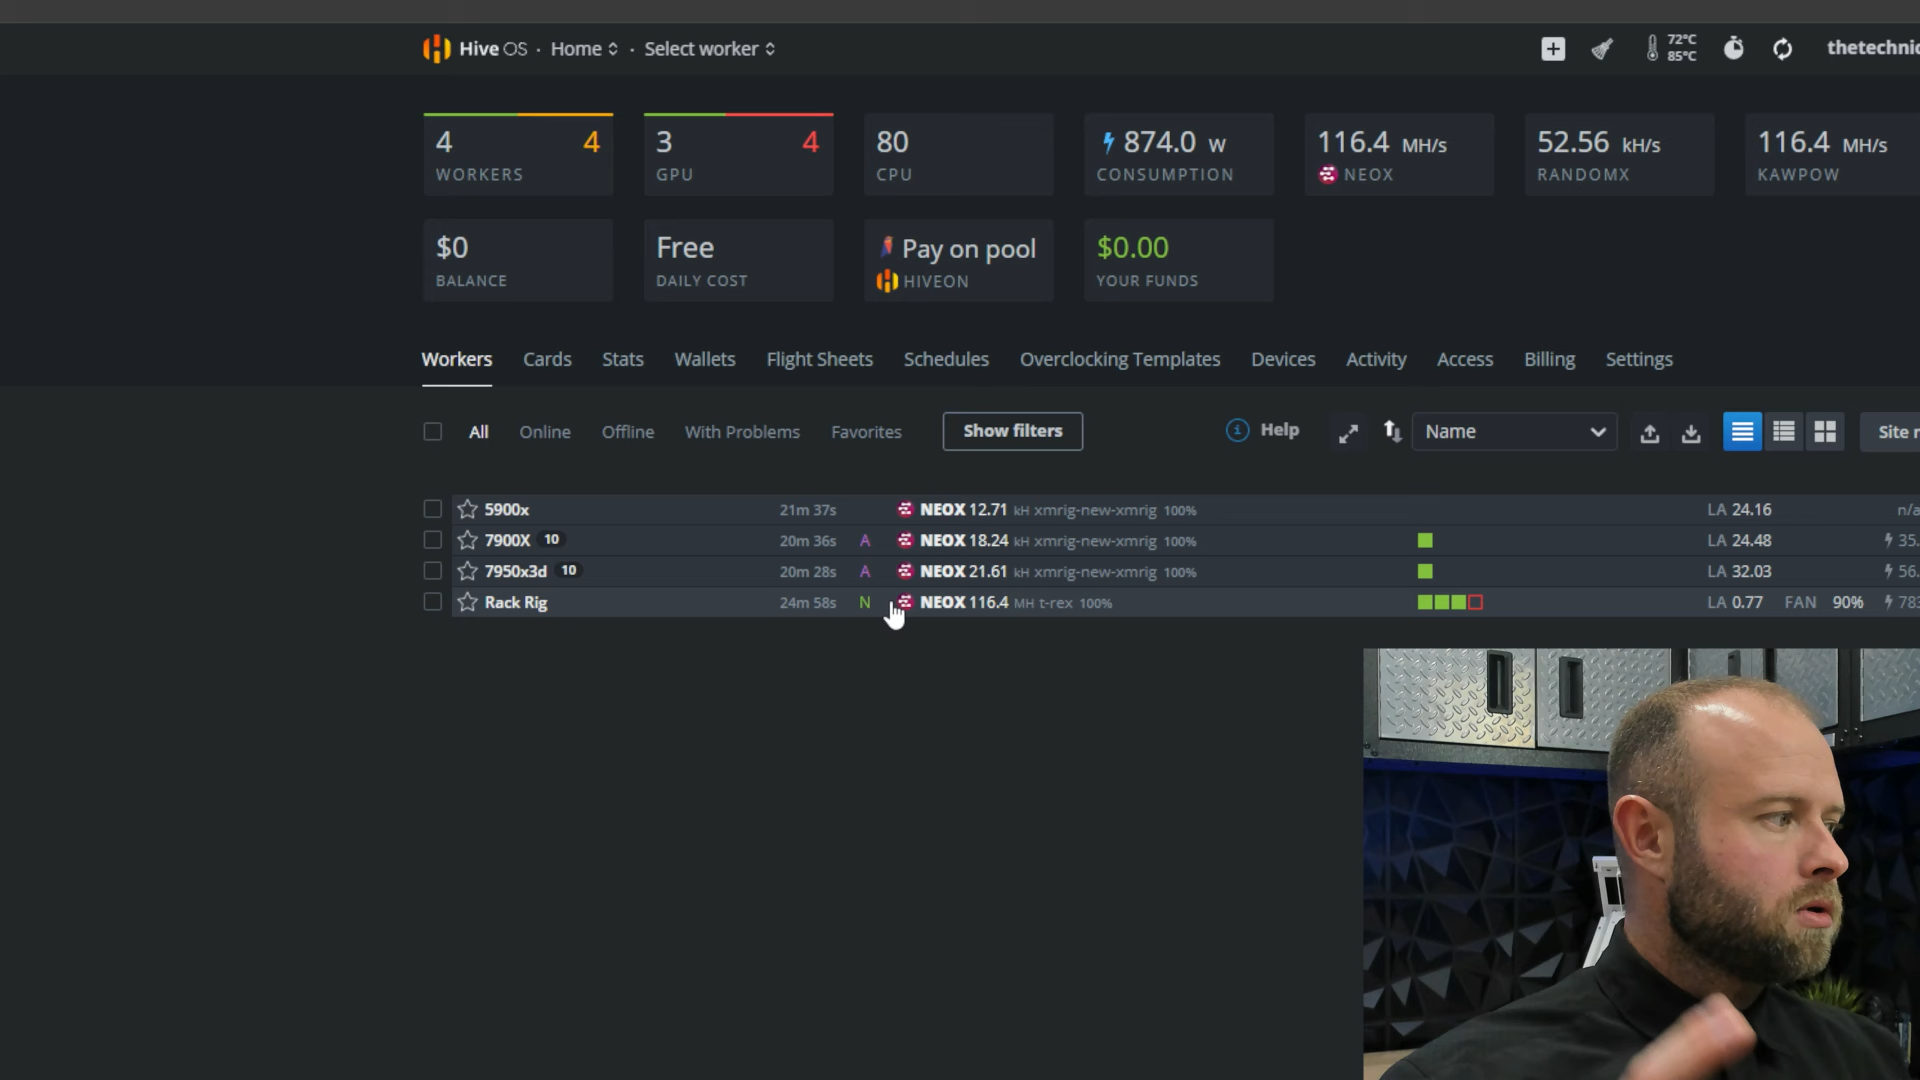 Hive OS · Home · Select worker
72°C
85°C
thetechnic
4 4
WORKERS
3 4
GPU
80
CPU
874.0 W
CONSUMPTION
116.4 MH/s
NEOX
52.56 kH/s
RANDOMX
116.4 MH/s
KAWPOW
$0
BALANCE
Free
DAILY COST
Pay on pool
HIVEON
$0.00
YOUR FUNDS
Workers Cards Stats Wallets Flight Sheets Schedules Overclocking Templates Devices Activity Access Billing Settings
All Online Offline With Problems Favorites Show filters Help Name Site r
5900x 21m 37s NEOX 12.71 kH xmrig-new-xmrig 100% LA 24.16 n/a
7900X 10 20m 36s A NEOX 18.24 kH xmrig-new-xmrig 100% LA 24.48 35.
7950x3d 10 20m 28s A NEOX 21.61 kH xmrig-new-xmrig 100% LA 32.03 56.
Rack Rig 24m 58s N NEOX 116.4 MH t-rex 100% LA 0.77 FAN 90% 783